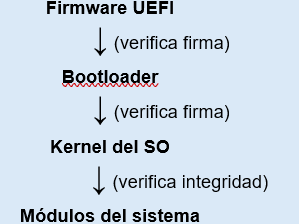 Firmware UEFI
(verifica firma)
Bootloader
(verifica firma)
Kernel del SO
(verifica integridad)
Módulos del sistema